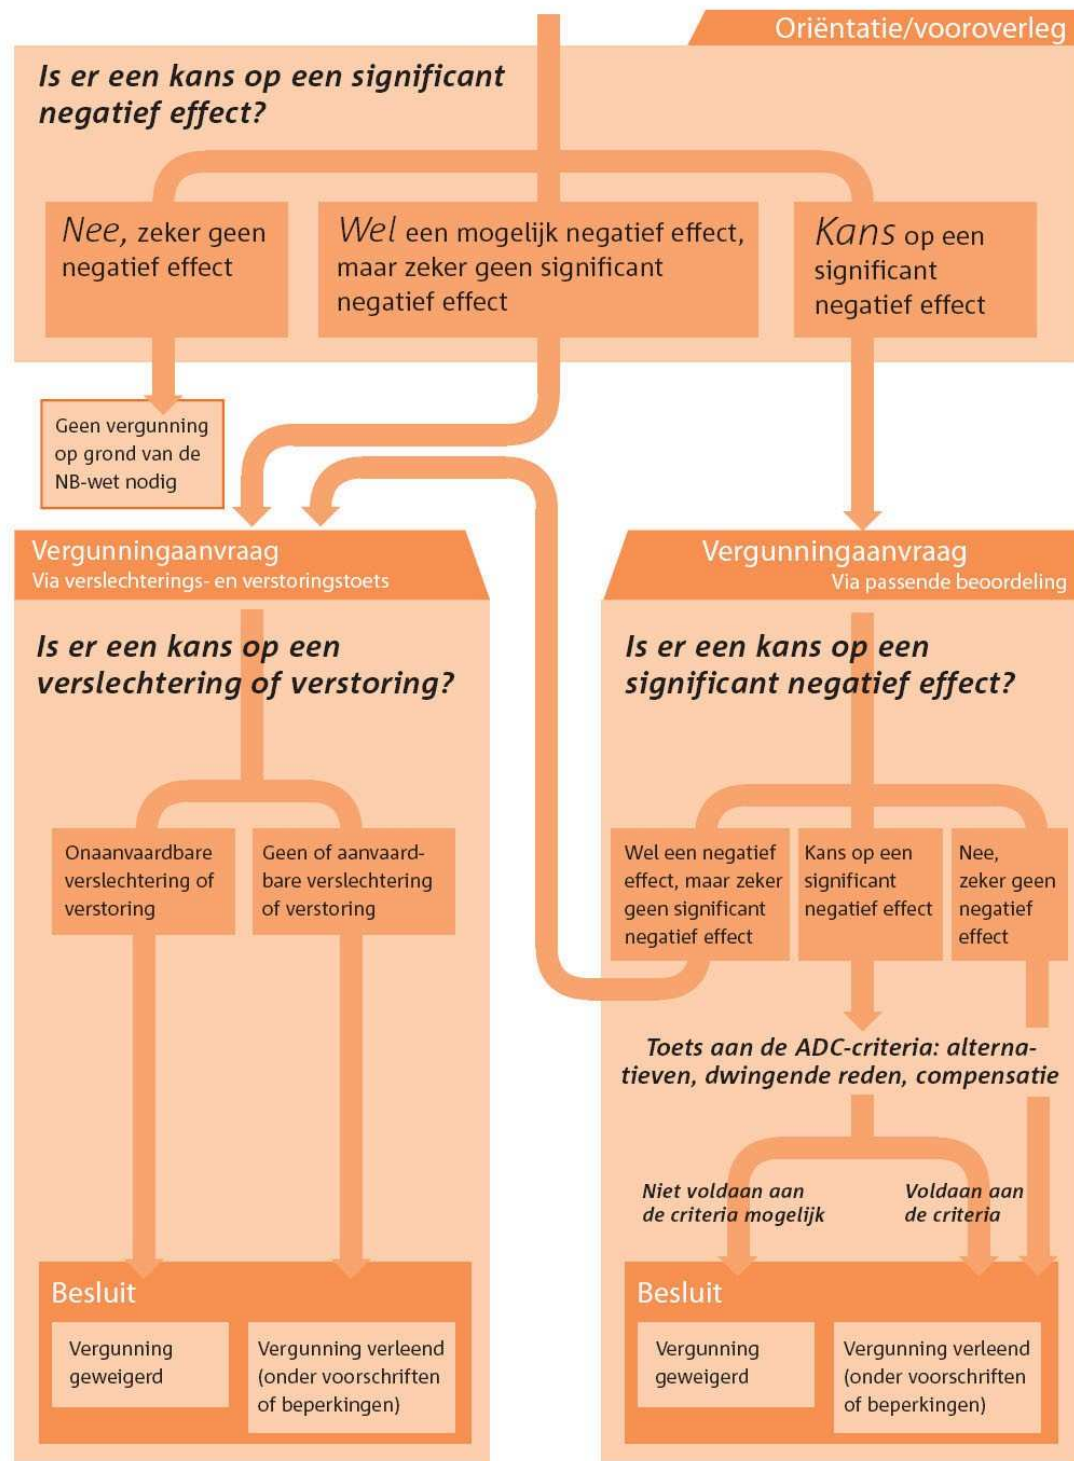 Oriëntatie/vooroverleg
Is er een kans op een significant
negatief effect?
Nee, zeker geen
negatief effect
Wel een mogelijk negatief effect,
maar zeker geen significant
negatief effect
Kans op een
significant
negatief effect
Geen vergunning
op grond van de
NB-wet nodig
Vergunningaanvraag
Via verslechterings- en verstoringstoets
Is er een kans op een
verslechtering of verstoring?
Onaanvaardbare
verslechtering of
verstoring
Geen of aanvaard-
bare verslechtering
of verstoring
Besluit
Vergunning
geweigerd
Vergunning verleend
(onder voorschriften
of beperkingen)
Vergunningaanvraag
Via passende beoordeling
Is er een kans op een
significant negatief effect?
Wel een negatief
effect, maar zeker
geen significant
negatief effect
Kans op een
significant
negatief effect
Nee,
zeker geen
negatief
effect
Toets aan de ADC-criteria: alterna-
tieven, dwingende reden, compensatie
Niet voldaan aan
de criteria mogelijk
Voldaan aan
de criteria
Besluit
Vergunning
geweigerd
Vergunning verleend
(onder voorschriften
of beperkingen)